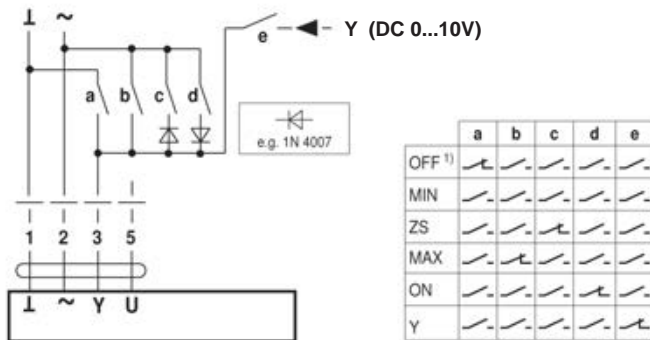 ⊥ ~
e
Y (DC 0...10V)
a b c d
e.g. 1N 4007
1 2 3 5
⊥ ~ Y U
a b c d e
OFF 1)
MIN
ZS
MAX
ON
Y